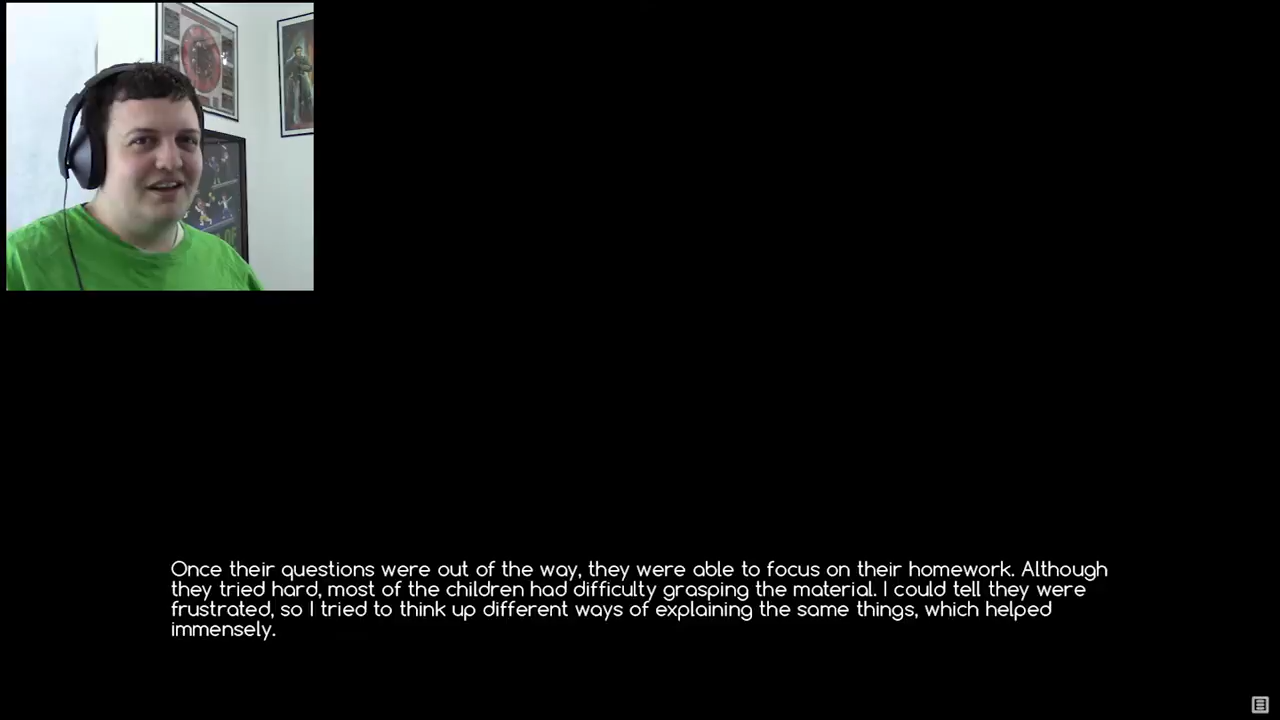 Once their questions were out of the way, they were able to focus on their homework. Although
they tried hard, most of the children had difficulty grasping the material. I could tell they were
frustrated, so I tried to think up different ways of explaining the same things, which helped
immensely.